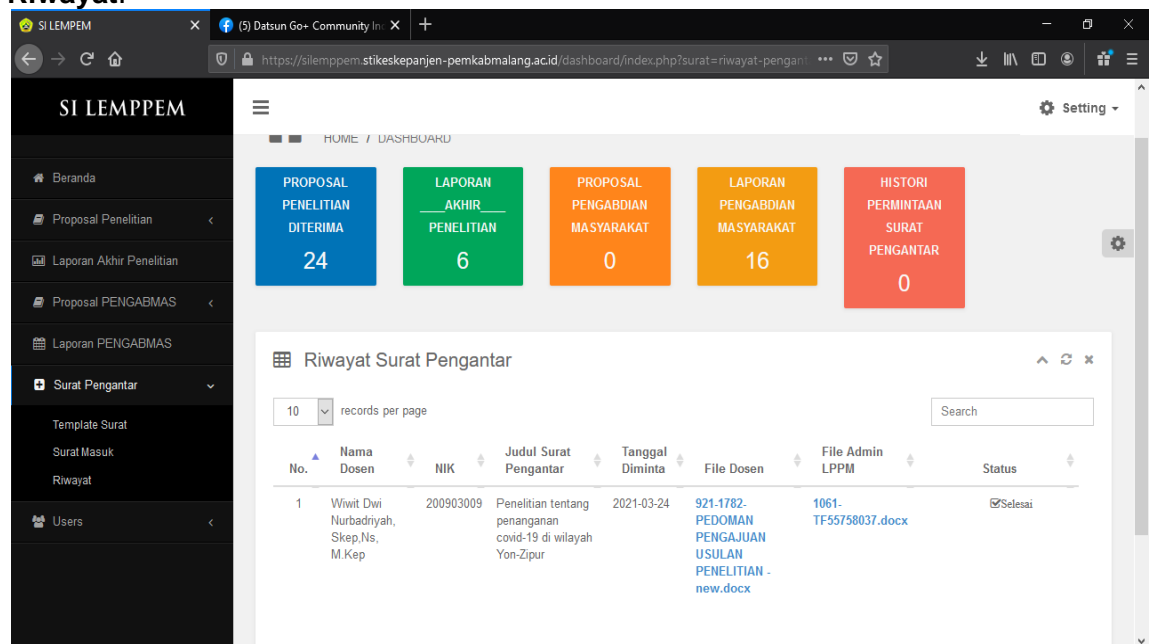 Riwayat.
SI LEMPEM
(5) Datsun Go+ Community Inc
https://silemppem.stikeskepanjen-pemkabmalang.ac.id/dashboard/index.php?surat=riwayat-pengant
SI LEMPPEM
Setting
HOME / DASHBOARD
Beranda
Proposal Penelitian
Laporan Akhir Penelitian
Proposal PENGABMAS
Laporan PENGABMAS
Surat Pengantar
Template Surat
Surat Masuk
Riwayat
Users
PROPOSAL
PENELITIAN
DITERIMA
24
LAPORAN
___AKHIR___
PENELITIAN
6
PROPOSAL
PENGABDIAN
MASYARAKAT
0
LAPORAN
PENGABDIAN
MASYARAKAT
16
HISTORI
PERMINTAAN
SURAT
PENGANTAR
0
Riwayat Surat Pengantar
10 records per page
Search
No.
Nama
Dosen
NIK
Judul Surat
Pengantar
Tanggal
Diminta
File Dosen
File Admin
LPPM
Status
1
Wiwit Dwi
Nurbadriyah,
Skep,Ns,
M.Kep
200903009
Penelitian tentang
penanganan
covid-19 di wilayah
Yon-Zipur
2021-03-24
921-1782-
PEDOMAN
PENGAJUAN
USULAN
PENELITIAN -
new.docx
1061-
TF55758037.docx
Selesai